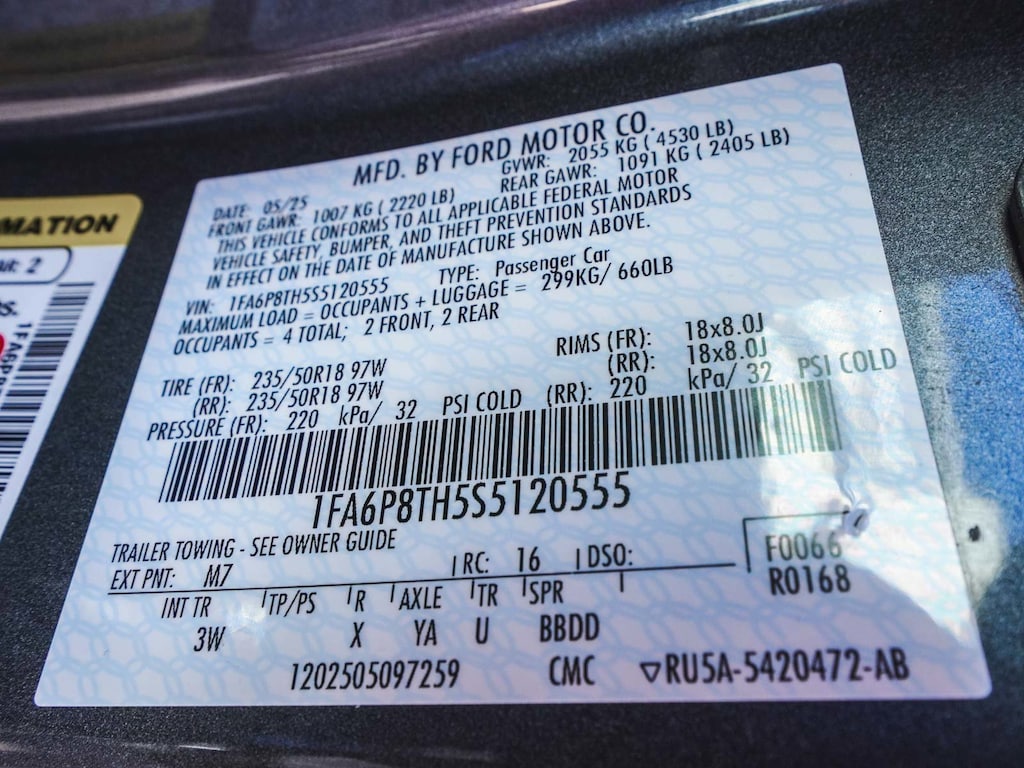 MFD. BY FORD MOTOR CO.
DATE: 05/25 GVWR: 2055 KG ( 4530 LB)
FRONT GAWR: 1007 KG ( 2220 LB) REAR GAWR: 1091 KG ( 2405 LB)
THIS VEHICLE CONFORMS TO ALL APPLICABLE FEDERAL MOTOR
VEHICLE SAFETY, BUMPER, AND THEFT PREVENTION STANDARDS
IN EFFECT ON THE DATE OF MANUFACTURE SHOWN ABOVE.
VIN: 1FA6P8TH5S5120555 TYPE: Passenger Car
MAXIMUM LOAD = OCCUPANTS + LUGGAGE = 299KG/ 660LB
OCCUPANTS = 4 TOTAL; 2 FRONT, 2 REAR
TIRE (FR): 235/50R18 97W RIMS (FR): 18x8.0J
(RR): 235/50R18 97W (RR): 18x8.0J
PRESSURE (FR): 220 kPa/ 32 PSI COLD (RR): 220 kPa/ 32 PSI COLD
1FA6P8TH5S5120555
TRAILER TOWING - SEE OWNER GUIDE
EXT PNT: M7 RC: 16 DSO: F0066
R0168
INT TR TP/PS R AXLE TR SPR
3W X YA U BBDD
1202505097259 CMC ▽RU5A-5420472-AB
MATION
: 2